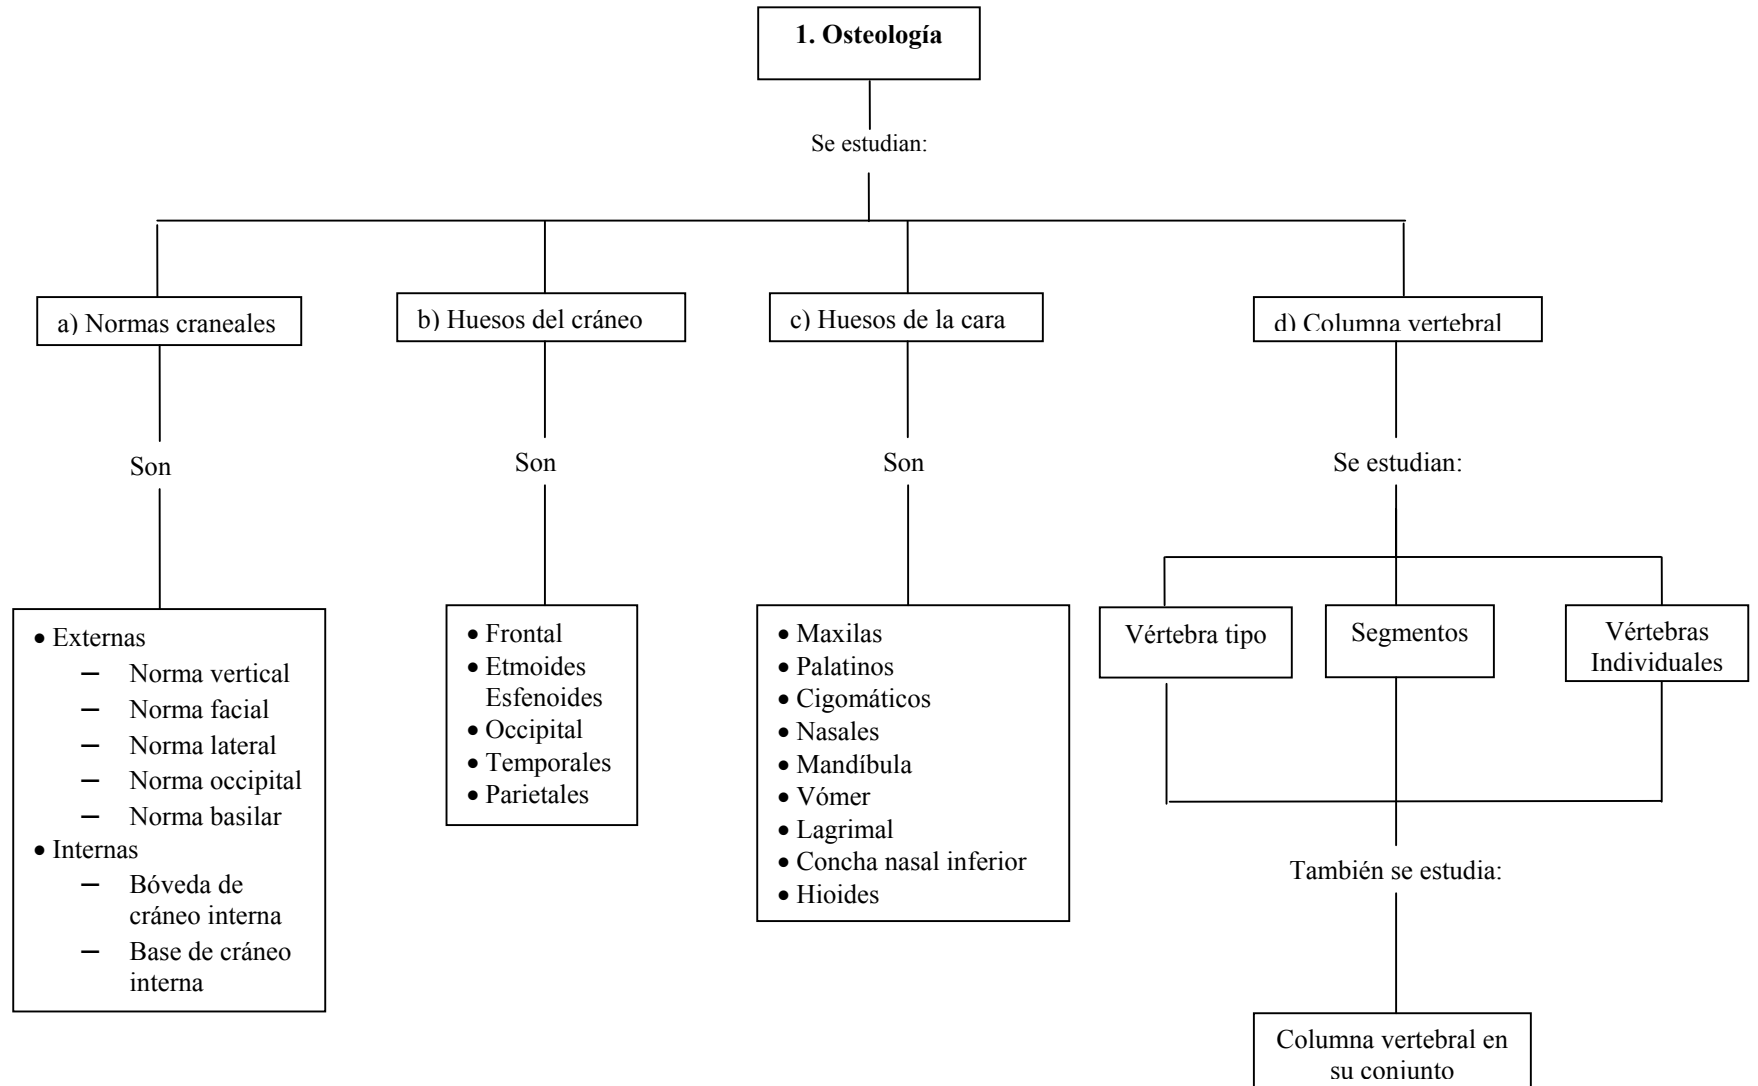 1. Osteología
Se estudian:
a) Normas craneales
b) Huesos del cráneo
c) Huesos de la cara
d) Columna vertebral
Son
Son
Son
Se estudian:
• Externas
– Norma vertical
– Norma facial
– Norma lateral
– Norma occipital
– Norma basilar
• Internas
– Bóveda de
cráneo interna
– Base de cráneo
interna
• Frontal
• Etmoides
Esfenoides
• Occipital
• Temporales
• Parietales
• Maxilas
• Palatinos
• Cigomáticos
• Nasales
• Mandíbula
• Vómer
• Lagrimal
• Concha nasal inferior
• Hioides
Vértebra tipo
Segmentos
Vértebras
Individuales
También se estudia:
Columna vertebral en
su conjunto